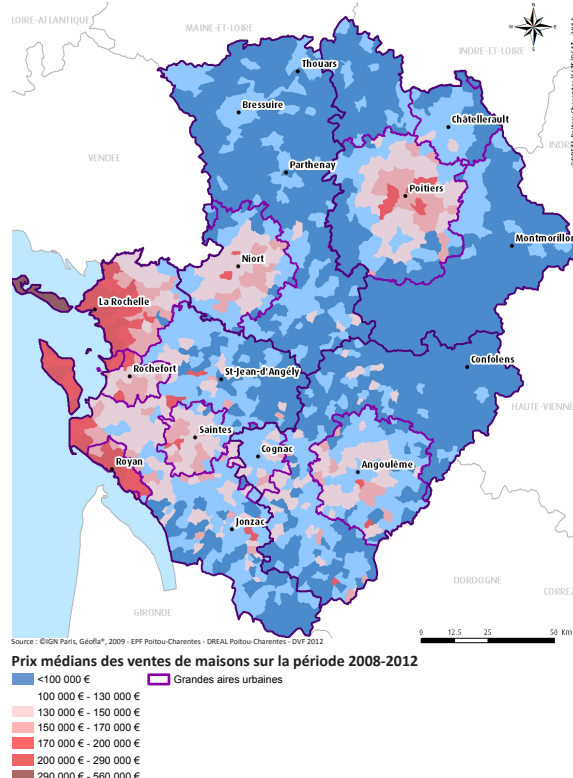 LOIRE-ATLANTIQUE
MAINE-ET-LOIRE
INDRE-ET-LOIRE
N
W
E
S
Thouars
Bressuire
Châtellerault
INDR
VENDEE
Parthenay
Poitiers
Montmorillon
Niort
La Rochelle
Confolens
Rochefort
St-Jean-d'Angély
HAUTE-VIENNE
Saintes
Cognac
Royan
Angoulême
Jonzac
DORDOGNE
CORREZ
GIRONDE
Source : ©IGN Paris, Géofla®, 2009 - EPF Poitou-Charentes - DREAL Poitou-Charentes - DVF 2012
0 12.5 25 50 Km
Prix médians des ventes de maisons sur la période 2008-2012
<100 000 € Grandes aires urbaines
100 000 € - 130 000 €
130 000 € - 150 000 €
150 000 € - 170 000 €
170 000 € - 200 000 €
200 000 € - 290 000 €
290 000 € - 560 000 €